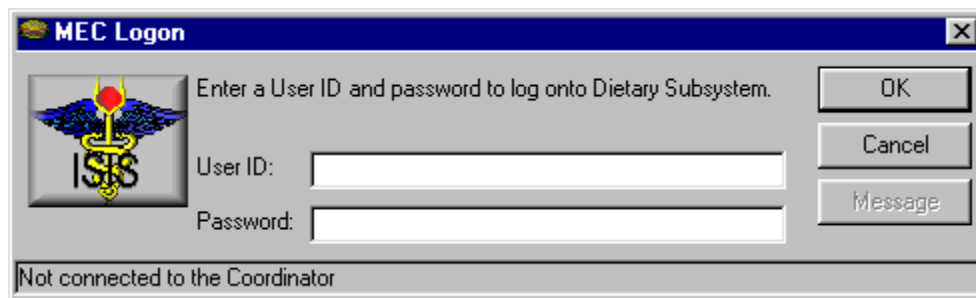 MEC Logon
Enter a User ID and password to log onto Dietary Subsystem.
OK
Cancel
ISIS
User ID:
Message
Password:
Not connected to the Coordinator